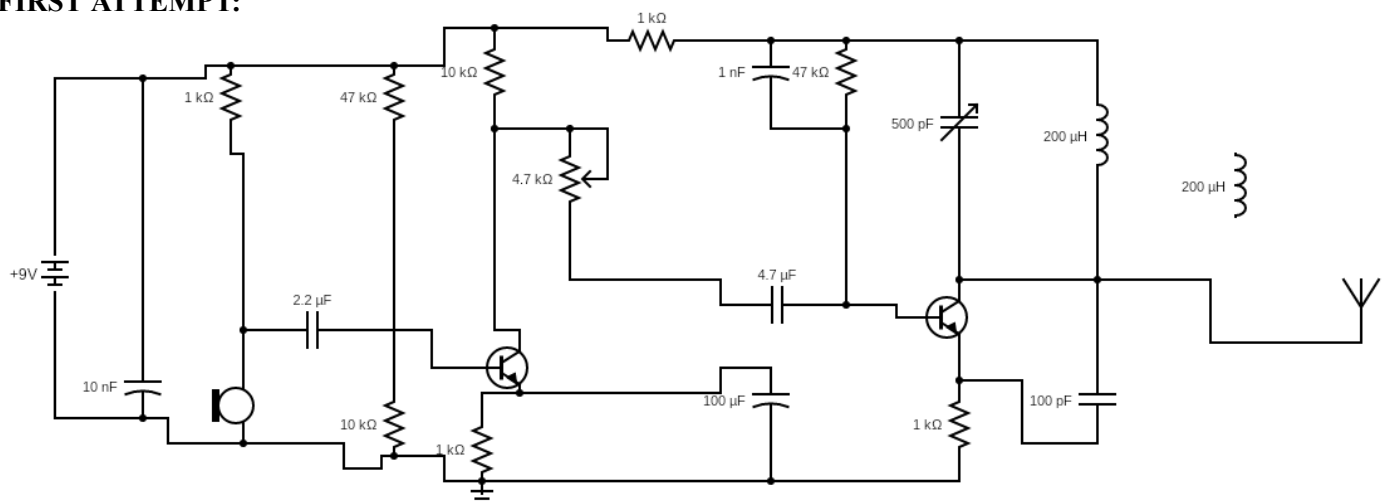 FIRST ATTEMPT:
1 kΩ
10 kΩ
1 nF
47 kΩ
1 kΩ
47 kΩ
500 pF
200 µH
4.7 kΩ
200 µH
+9V
4.7 µF
2.2 µF
10 nF
100 µF
100 pF
10 kΩ
1 kΩ
1 kΩ